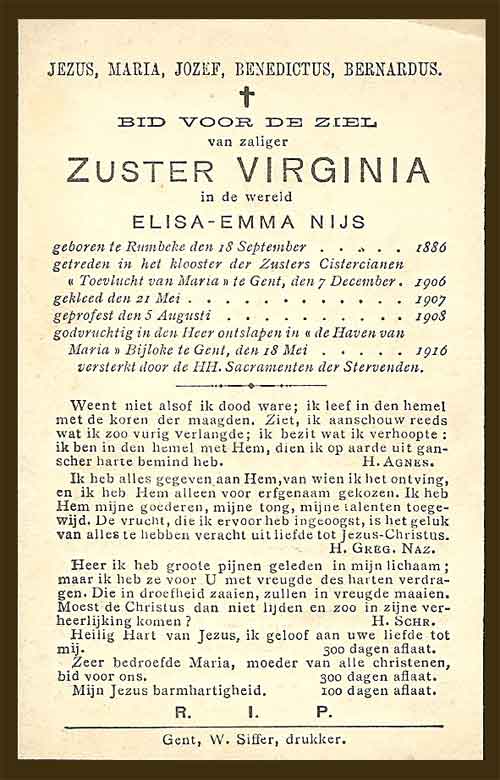 JEZUS, MARIA, JOZEF, BENEDICTUS, BERNARDUS.
BID VOOR DE ZIEL
van zaliger
ZUSTER VIRGINIA
in de wereld
ELISA-EMMA NIJS
geboren te Rumbeke den 18 September . . . . . 1886
getreden in het klooster der Zusters Cistercianen
« Toevlucht van Maria » te Gent, den 7 December . 1906
gekleed den 21 Mei . . . . . . . . . . . . 1907
geprofest den 5 Augusti . . . . . . . . . . 1908
godvruchtig in den Heer ontslapen in « de Haven van
Maria » Bijloke te Gent, den 18 Mei . . . . . 1916
versterkt door de HH. Sacramenten der Stervenden.
Weent niet alsof ik dood ware; ik leef in den hemel
met de koren der maagden. Ziet, ik aanschouw reeds
wat ik zoo vurig verlangde; ik bezit wat ik verhoopte :
ik ben in den hemel met Hem, dien ik op aarde uit gan-
scher harte bemind heb. H. AGNES.
Ik heb alles gegeven aan Hem, van wien ik het ontving,
en ik heb Hem alleen voor erfgenaam gekozen. Ik heb
Hem mijne goederen, mijne tong, mijne talenten toege-
wijd. De vrucht, die ik ervoor heb ingeoogst, is het geluk
van alles te hebben veracht uit liefde tot Jezus-Christus.
H. GREG. NAZ.
Heer ik heb groote pijnen geleden in mijn lichaam;
maar ik heb ze voor U met vreugde des harten verdra-
gen. Die in droefheid zaaien, zullen in vreugde maaien.
Moest de Christus dan niet lijden en zoo in zijne ver-
heerlijking komen ? H. SCHR.
Heilig Hart van Jezus, ik geloof aan uwe liefde tot
mij. 300 dagen aflaat.
Zeer bedroefde Maria, moeder van alle christenen,
bid voor ons. 300 dagen aflaat.
Mijn Jezus barmhartigheid. 100 dagen aflaat.
R. I. P.
Gent, W. Siffer, drukker.